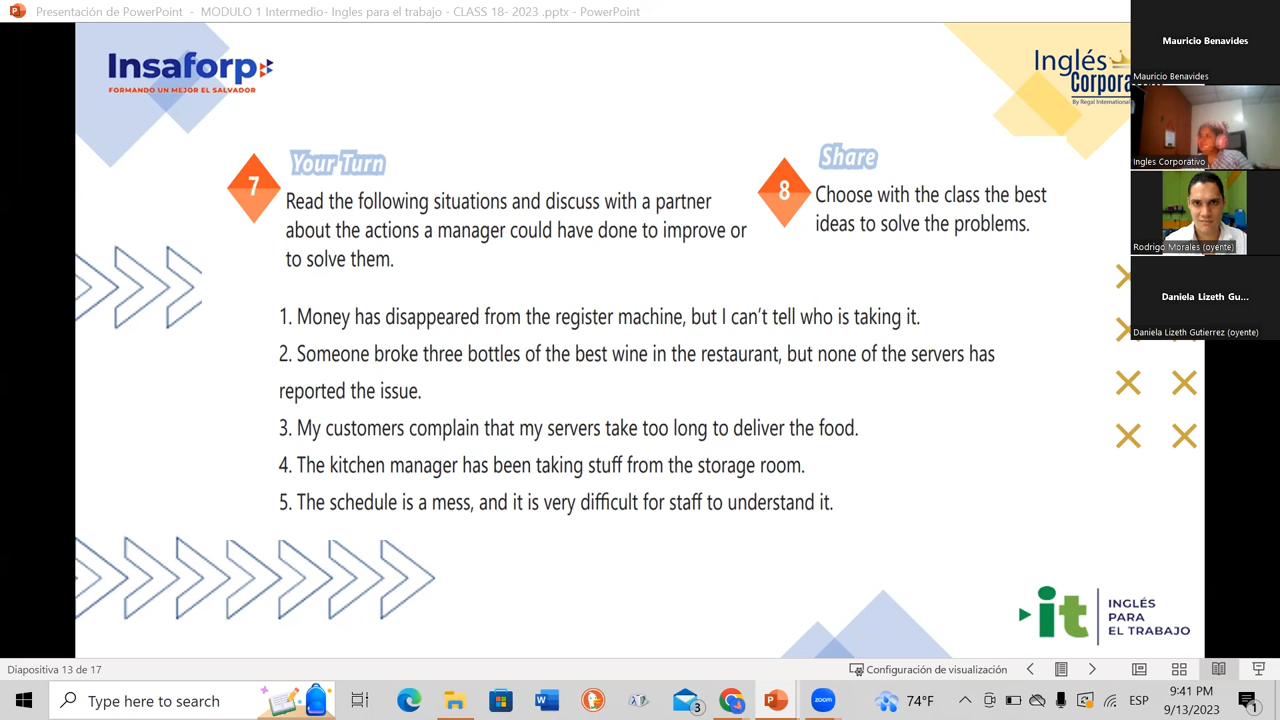 Presentación de PowerPoint - MODULO 1 Intermedio- Ingles para el trabajo - CLASS 18- 2023 .pptx - PowerPoint
Insaforp
FORMANDO UN MEJOR EL SALVADOR
Inglés
Corpora
By Regal International
Mauricio Benavides
Mauricio Benavides
Ingles Corporativo
Rodrigo Morales (oyente)
Daniela Lizeth Gu...
Daniela Lizeth Gutierrez (oyente)
7
Your Turn
Read the following situations and discuss with a partner
about the actions a manager could have done to improve or
to solve them.
8
Share
Choose with the class the best
ideas to solve the problems.
1. Money has disappeared from the register machine, but I can't tell who is taking it.
2. Someone broke three bottles of the best wine in the restaurant, but none of the servers has
reported the issue.
3. My customers complain that my servers take too long to deliver the food.
4. The kitchen manager has been taking stuff from the storage room.
5. The schedule is a mess, and it is very difficult for staff to understand it.
it
INGLÉS
PARA
EL TRABAJO
Diapositiva 13 de 17
Configuración de visualización
Type here to search
3
zoom
74°F
ESP
9:41 PM
9/13/2023
1